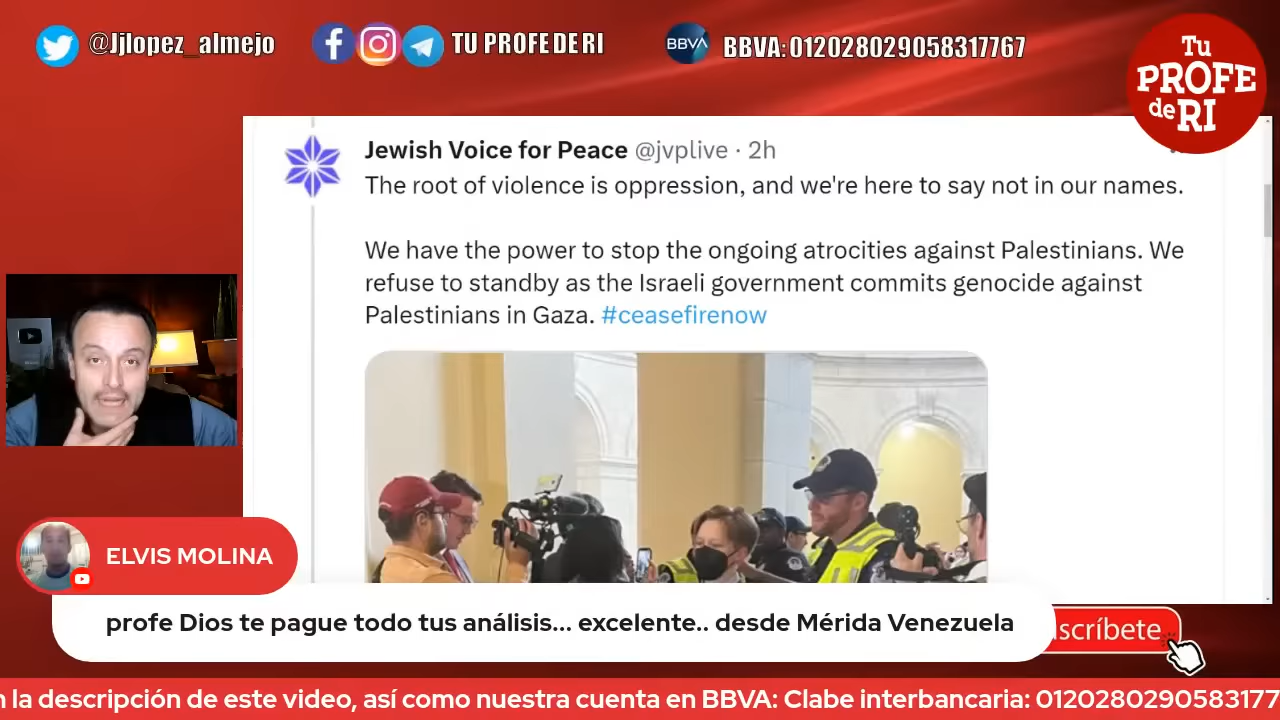 @Jjlopez_almejo
TU PROFE DE RI
BBVA
BBVA: 012028029058317767
Tu
PROFE
de RI
Jewish Voice for Peace @jvplive · 2h
The root of violence is oppression, and we're here to say not in our names.
We have the power to stop the ongoing atrocities against Palestinians. We
refuse to standby as the Israeli government commits genocide against
Palestinians in Gaza. #ceasefirenow
ELVIS MOLINA
profe Dios te pague todo tus análisis... excelente.. desde Mérida Venezuela
scríbete
n la descripción de este video, así como nuestra cuenta en BBVA: Clabe interbancaria: 01202802905831776